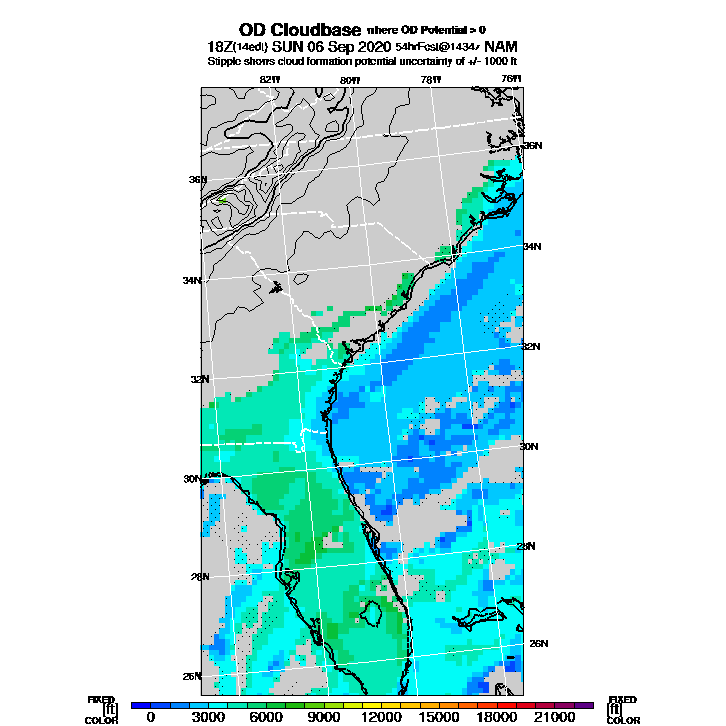 OD Cloudbase where OD Potential > 0
18Z(14edt) SUN 06 Sep 2020 54hrFcst@1434z NAM
Stipple shows cloud formation potential uncertainty of +/- 1000 ft
82W 80W 78W 76W
36N
36N
34N
34N
32N
32N
30N
30N
28N
28N
26N
26N
FIXED FIXED
[ft] [ft]
COLOR COLOR
0 3000 6000 9000 12000 15000 18000 21000